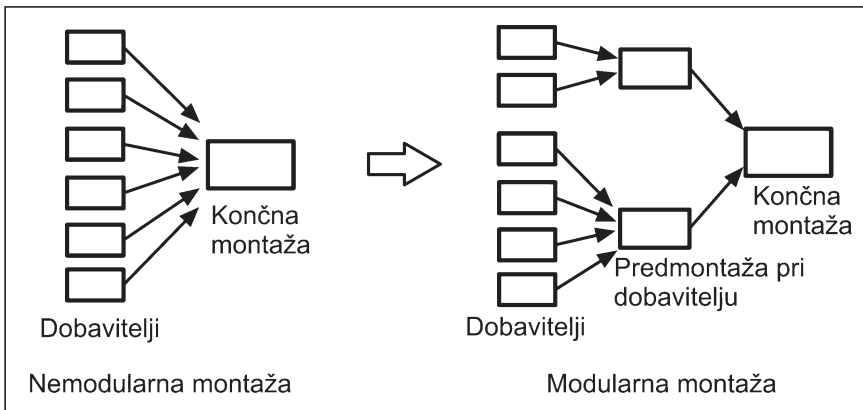 Končna
montaža
Dobavitelji
Nemodularna montaža
Končna
montaža
Predmontaža pri
dobavitelju
Dobavitelji
Modularna montaža